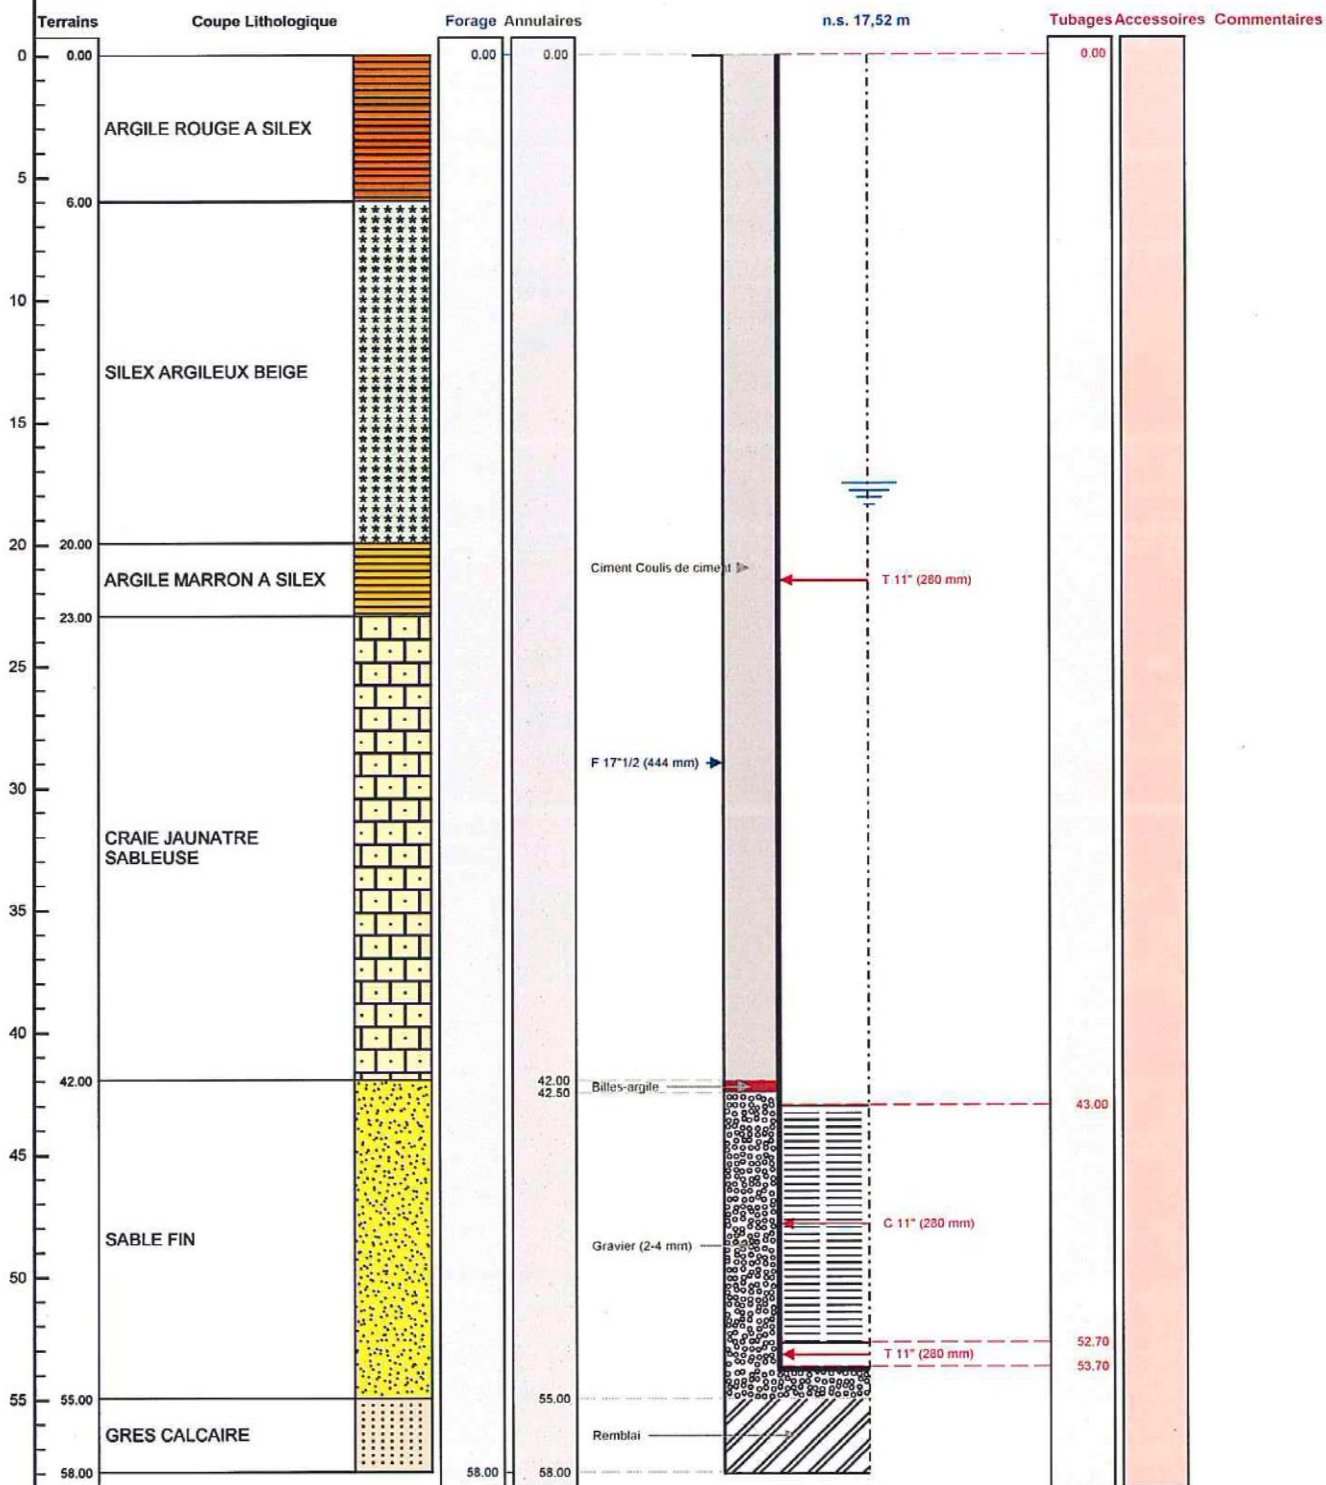 Terrains Coupe Lithologique Forage Annulaires n.s. 17,52 m Tubages Accessoires Commentaires
0 0.00 0.00 0.00 0.00
ARGILE ROUGE A SILEX
5
6.00
10
SILEX ARGILEUX BEIGE
15
20 20.00
Ciment Coulis de ciment
ARGILE MARRON A SILEX T 11" (280 mm)
23.00
25
F 17"1/2 (444 mm)
30
CRAIE JAUNATRE
SABLEUSE
35
40
42.00 42.00
Billes-argile
42.50
43.00
45
C 11" (280 mm)
SABLE FIN Gravier (2-4 mm)
50
52.70
T 11" (280 mm)
53.70
55 55.00 55.00
GRES CALCAIRE Remblai
58.00 58.00 58.00